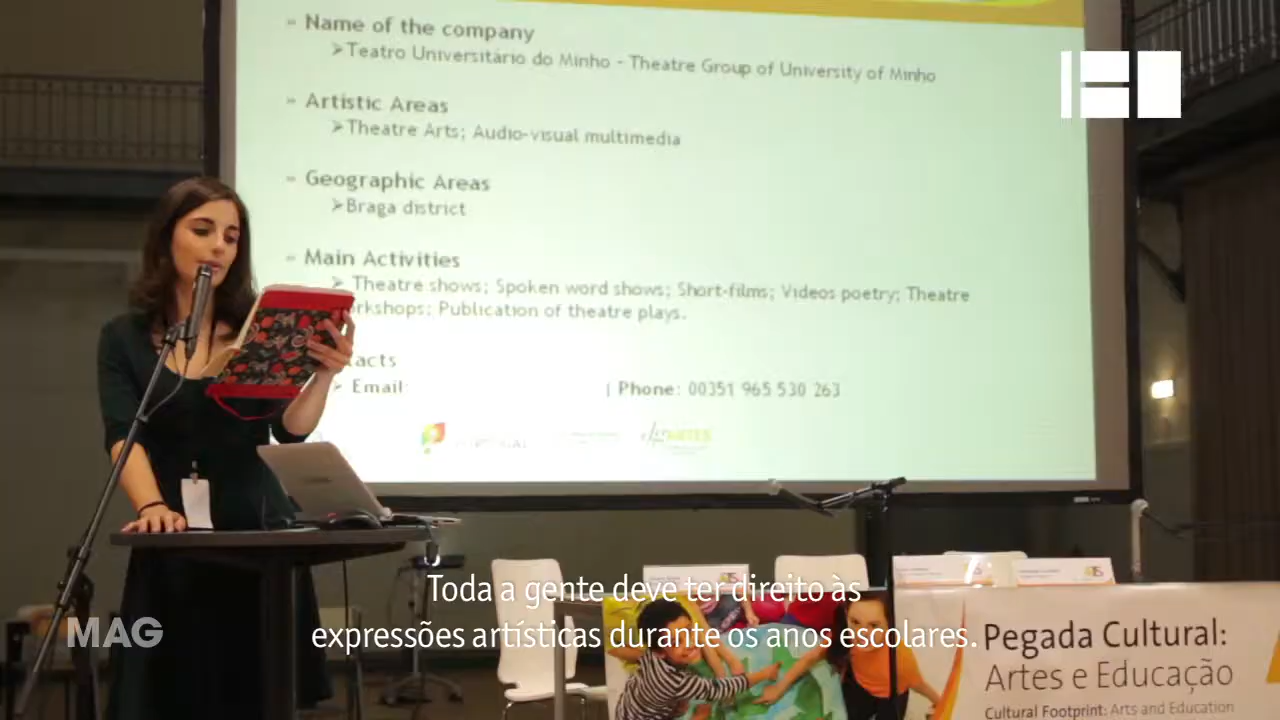 - Name of the company
➢Teatro Universitário do Minho - Theatre Group of University of Minho
- Artistic Areas
➢Theatre Arts; Audio-visual multimedia
- Geographic Areas
➢Braga district
- Main Activities
➢ Theatre shows; Spoken word shows; Short-films; Videos poetry; Theatre
orkshops; Publication of theatre plays.
tacts
➢ Email: | Phone: 00351 965 530 263
Toda a gente deve ter direito às
expressões artísticas durante os anos escolares.
MAG
Pegada Cultural:
Artes e Educação
Cultural Footprint: Arts and Education